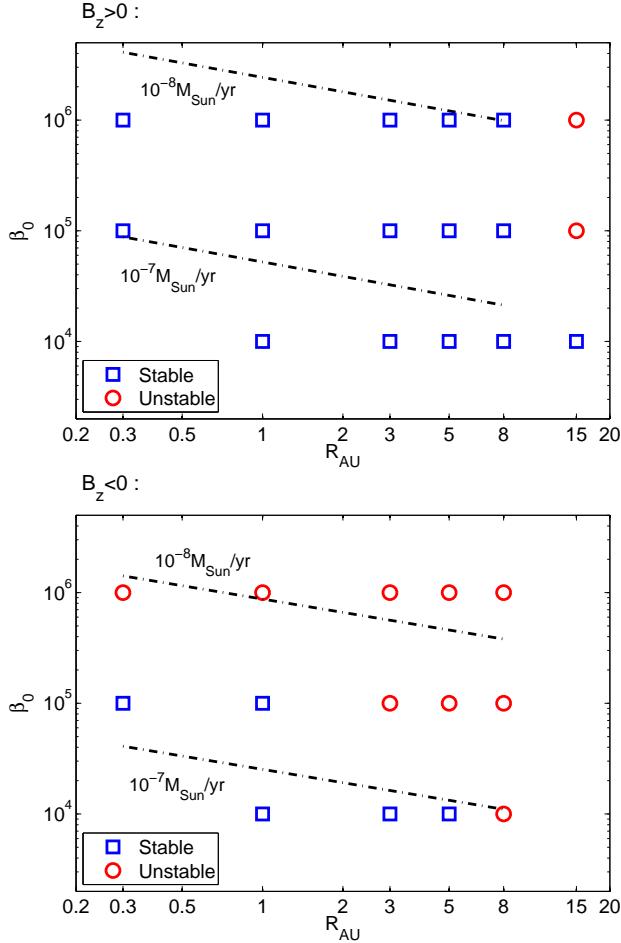 B_z>0 :
10^6
10^5
10^4
β_0
10^−8 M_Sun/yr
10^−7 M_Sun/yr
Stable
Unstable
0.2 0.3 0.5 1 2 3 5 8 15 20
R_AU
B_z<0 :
10^6
10^5
10^4
β_0
10^−8 M_Sun/yr
10^−7 M_Sun/yr
Stable
Unstable
0.2 0.3 0.5 1 2 3 5 8 15 20
R_AU